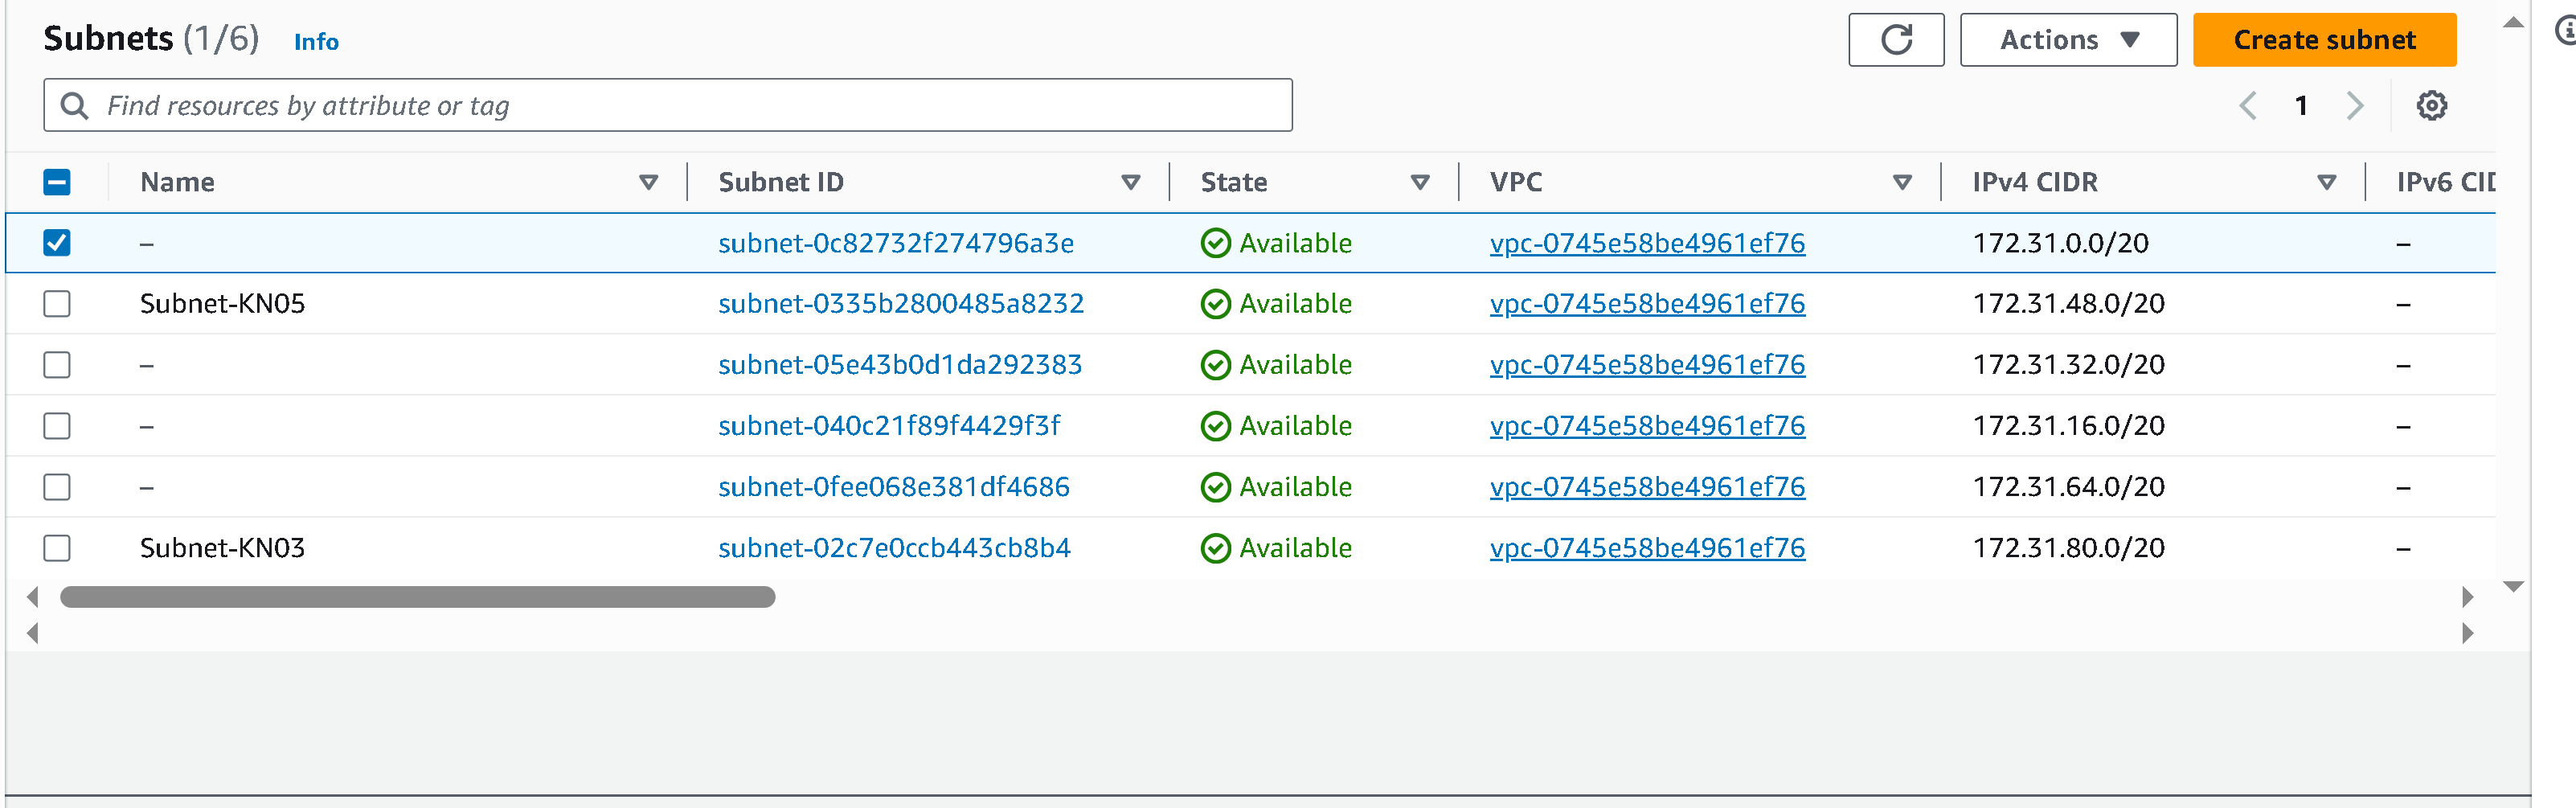 Subnets (1/6) Info Actions Create subnet
Find resources by attribute or tag 1
Name Subnet ID State VPC IPv4 CIDR IPv6 CID
– subnet-0c82732f274796a3e Available vpc-0745e58be4961ef76 172.31.0.0/20 –
Subnet-KN05 subnet-0335b2800485a8232 Available vpc-0745e58be4961ef76 172.31.48.0/20 –
– subnet-05e43b0d1da292383 Available vpc-0745e58be4961ef76 172.31.32.0/20 –
– subnet-040c21f89f4429f3f Available vpc-0745e58be4961ef76 172.31.16.0/20 –
– subnet-0fee068e381df4686 Available vpc-0745e58be4961ef76 172.31.64.0/20 –
Subnet-KN03 subnet-02c7e0ccb443cb8b4 Available vpc-0745e58be4961ef76 172.31.80.0/20 –